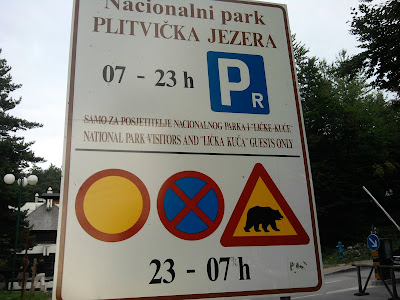 Nacionalni park
PLITVIČKA JEZERA
07 - 23 h
PR
SAMO ZA POSJETITELJE NACIONALNOG PARKA I "LIČKE KUĆE"
NATIONAL PARK VISITORS AND "LIČKA KUĆA" GUESTS ONLY
23 - 07 h